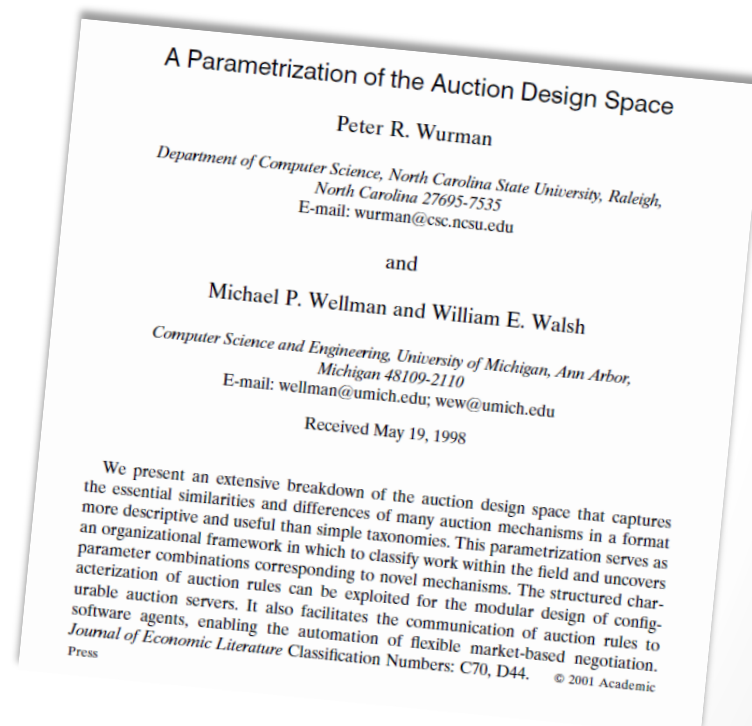 A Parametrization of the Auction Design Space
Peter R. Wurman
Department of Computer Science, North Carolina State University, Raleigh,
North Carolina 27695-7535
E-mail: wurman@csc.ncsu.edu
and
Michael P. Wellman and William E. Walsh
Computer Science and Engineering, University of Michigan, Ann Arbor,
Michigan 48109-2110
E-mail: wellman@umich.edu; wew@umich.edu
Received May 19, 1998
We present an extensive breakdown of the auction design space that captures
the essential similarities and differences of many auction mechanisms in a format
more descriptive and useful than simple taxonomies. This parametrization serves as
an organizational framework in which to classify work within the field and uncovers
parameter combinations corresponding to novel mechanisms. The structured char-
acterization of auction rules can be exploited for the modular design of config-
urable auction servers. It also facilitates the communication of auction rules to
software agents, enabling the automation of flexible market-based negotiation.
Journal of Economic Literature Classification Numbers: C70, D44. © 2001 Academic
Press